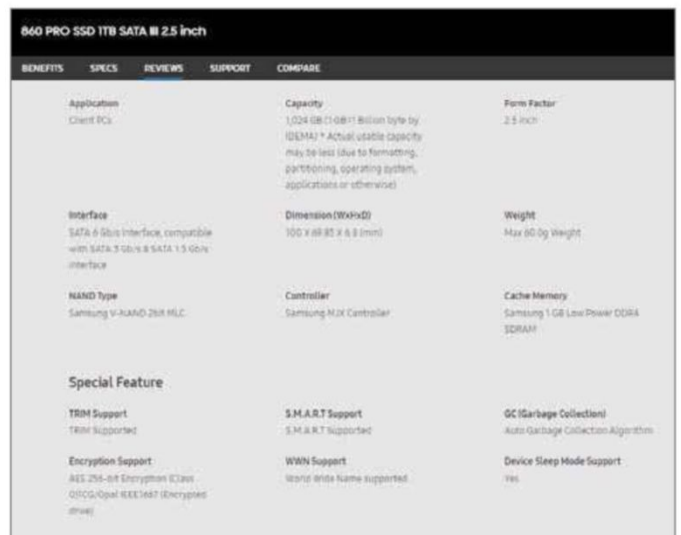 860 PRO SSD 1TB SATA III 2.5 inch
BENEFITS SPECS REVIEWS SUPPORT COMPARE
Application
Client PCs
Capacity
1,024 GB (1 GB=1 Billion byte by
IDEMA) * Actual usable capacity
may be less (due to formatting,
partitioning, operating system,
applications or otherwise)
Form Factor
2.5 inch
Interface
SATA 6 Gb/s Interface, compatible
with SATA 3 Gb/s & SATA 1.5 Gb/s
interface
Dimension (WxHxD)
100 X 69.85 X 6.8 (mm)
Weight
Max 60.0g Weight
NAND Type
Samsung V-NAND 2bit MLC
Controller
Samsung MJX Controller
Cache Memory
Samsung 1 GB Low Power DDR4
SDRAM
Special Feature
TRIM Support
TRIM Supported
S.M.A.R.T Support
S.M.A.R.T Supported
GC (Garbage Collection)
Auto Garbage Collection Algorithm
Encryption Support
AES 256-bit Encryption (Class
0)TCG/Opal IEEE1667 (Encrypted
drive)
WWN Support
World Wide Name supported
Device Sleep Mode Support
Yes